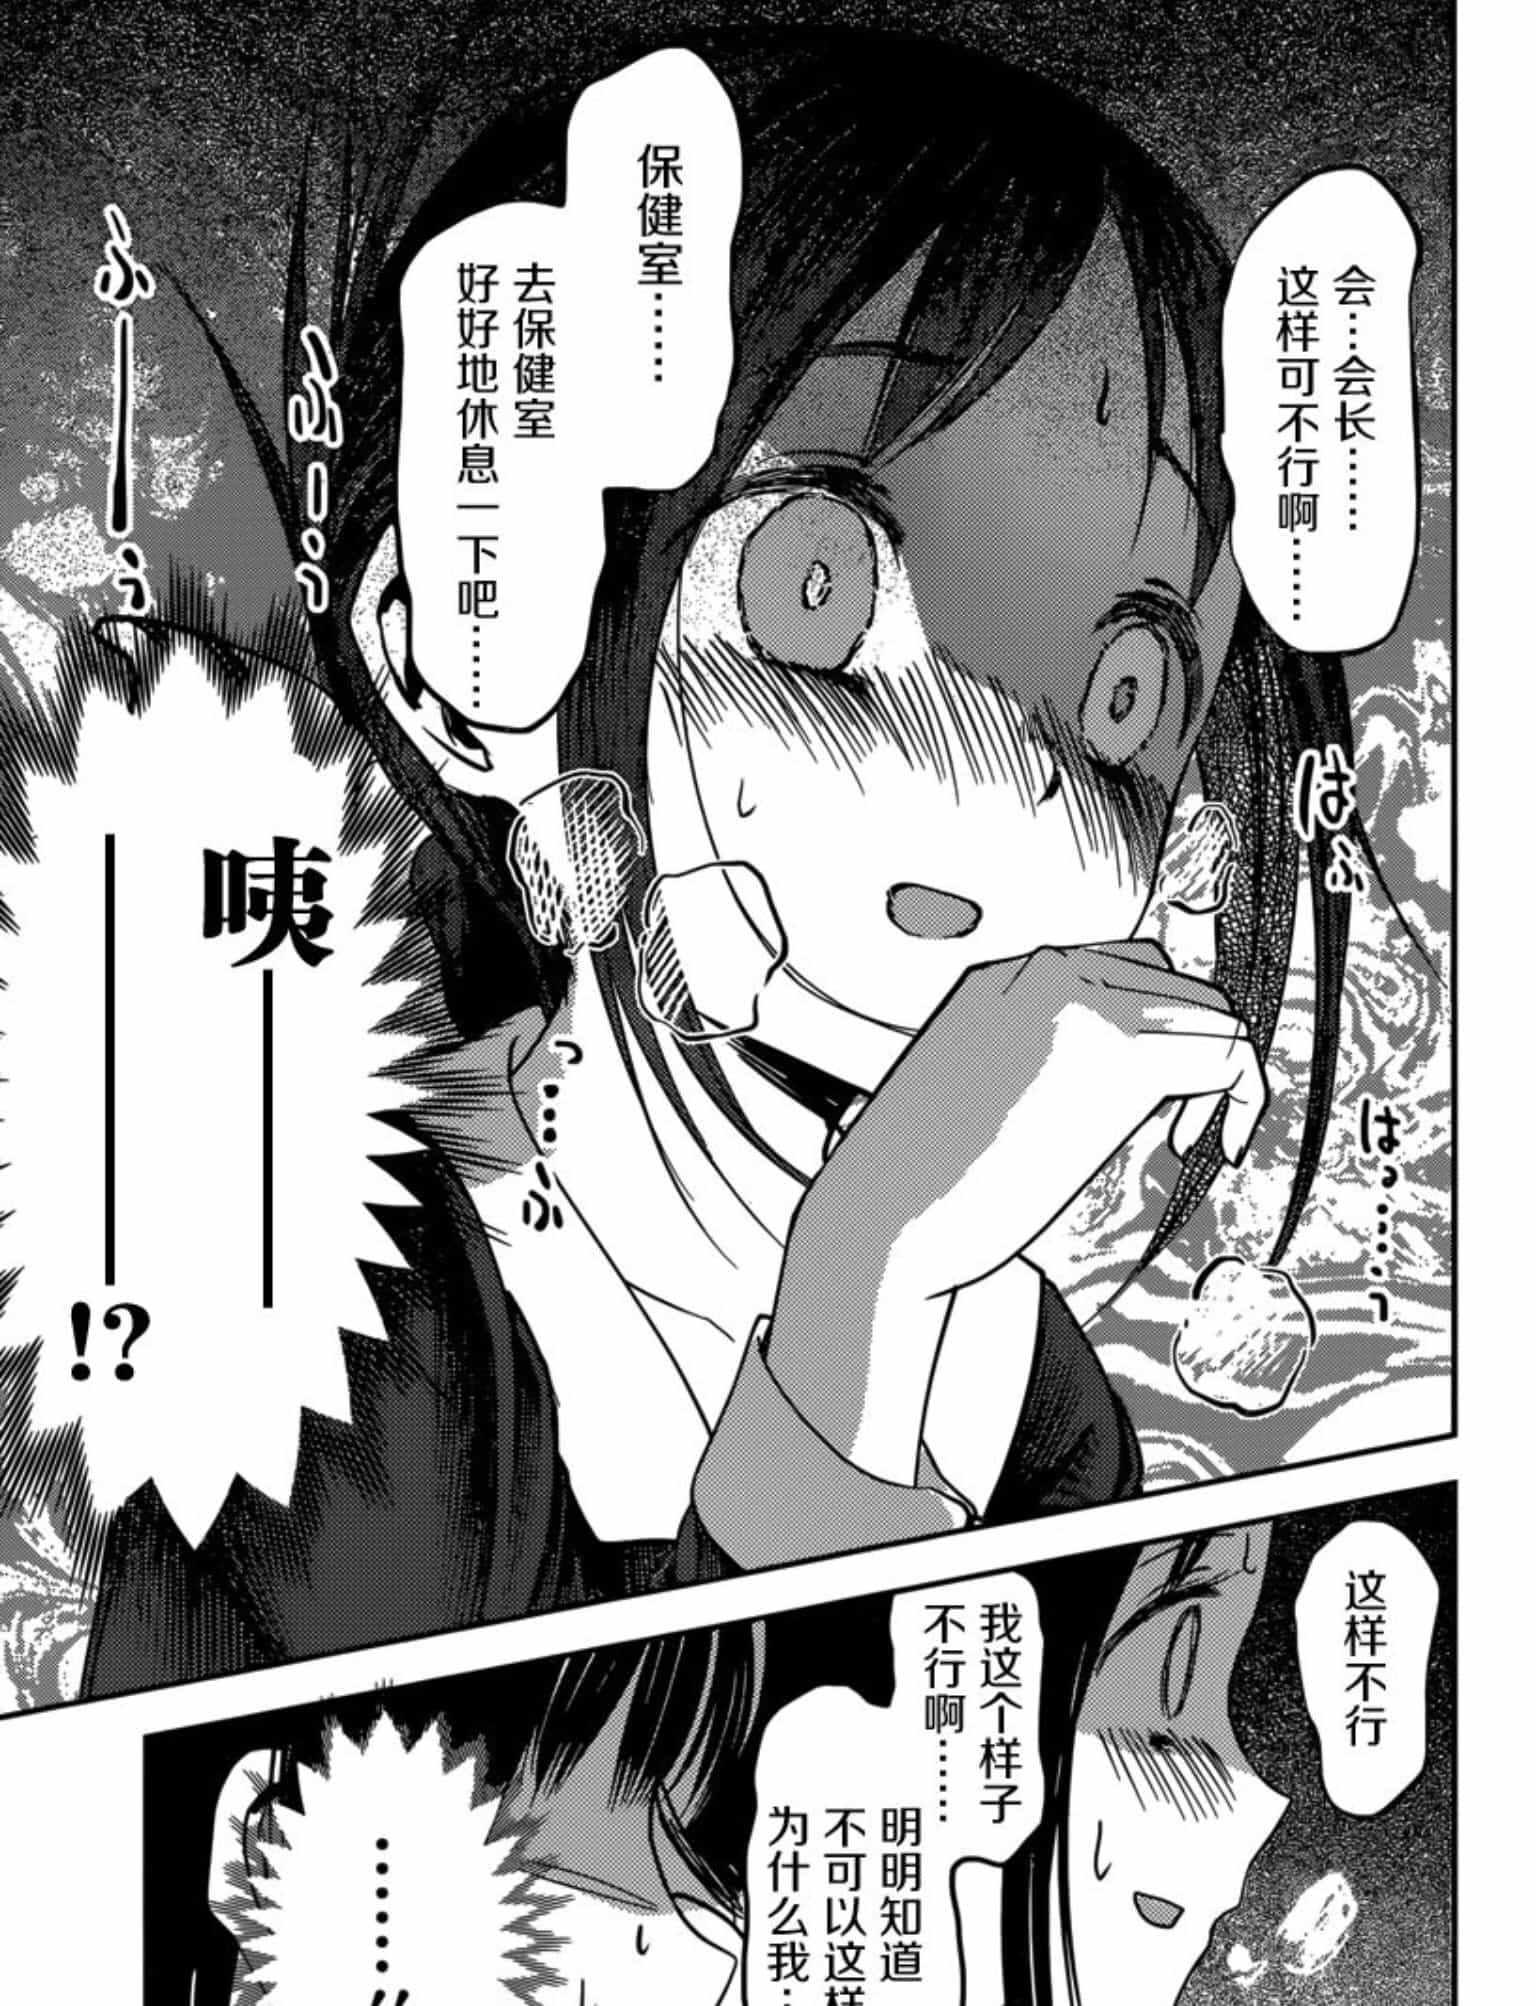 会…会长……
这样可不行啊……
保健室……
去保健室
好好地休息一下吧……
はふ
はっ…っ
ふーっ
ふーぅ
っ…ふ
咦——
——!?
这样不行
我这个样子
不行啊……
明明知道
不可以这样
为什么我…
……!!